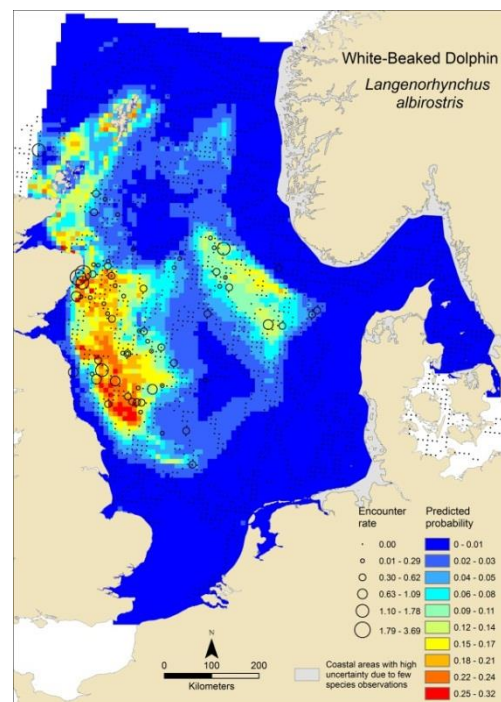 White-Beaked Dolphin
Langenorhynchus
albirostris
Encounter
rate
0.00
0.01 - 0.29
0.30 - 0.62
0.63 - 1.09
1.10 - 1.78
1.79 - 3.69
Predicted
probability
0 - 0.01
0.02 - 0.03
0.04 - 0.05
0.06 - 0.08
0.09 - 0.11
0.12 - 0.14
0.15 - 0.17
0.18 - 0.21
0.22 - 0.24
0.25 - 0.32
N
0 100 200
Kilometers
Coastal areas with high
uncertainty due to few
species observations